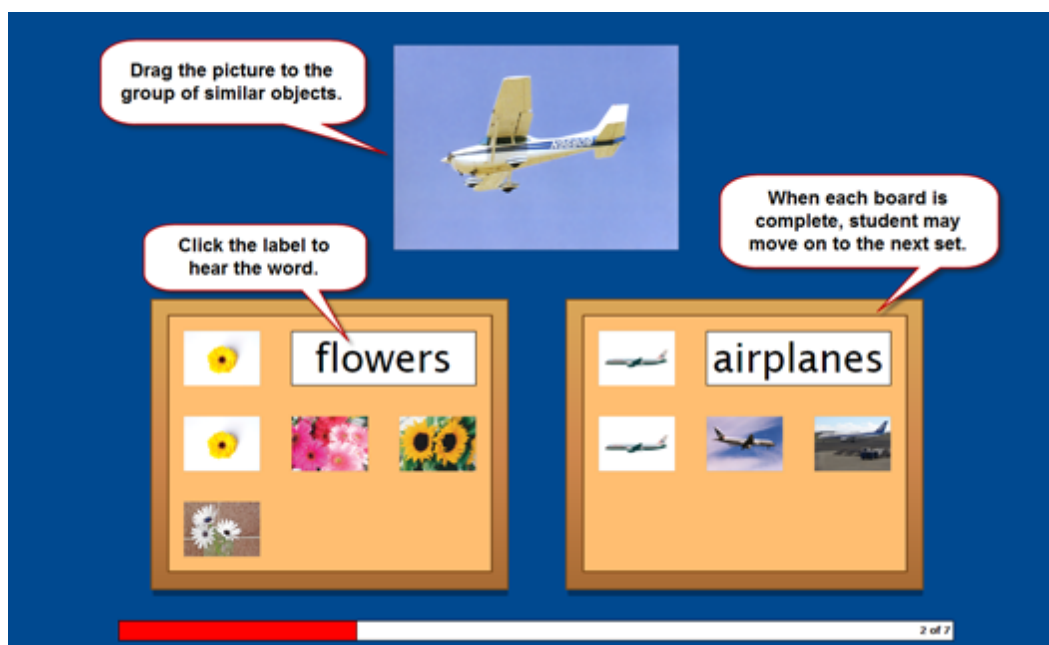 Drag the picture to the
group of similar objects.
When each board is
complete, student may
move on to the next set.
Click the label to
hear the word.
flowers
airplanes
2 of 7